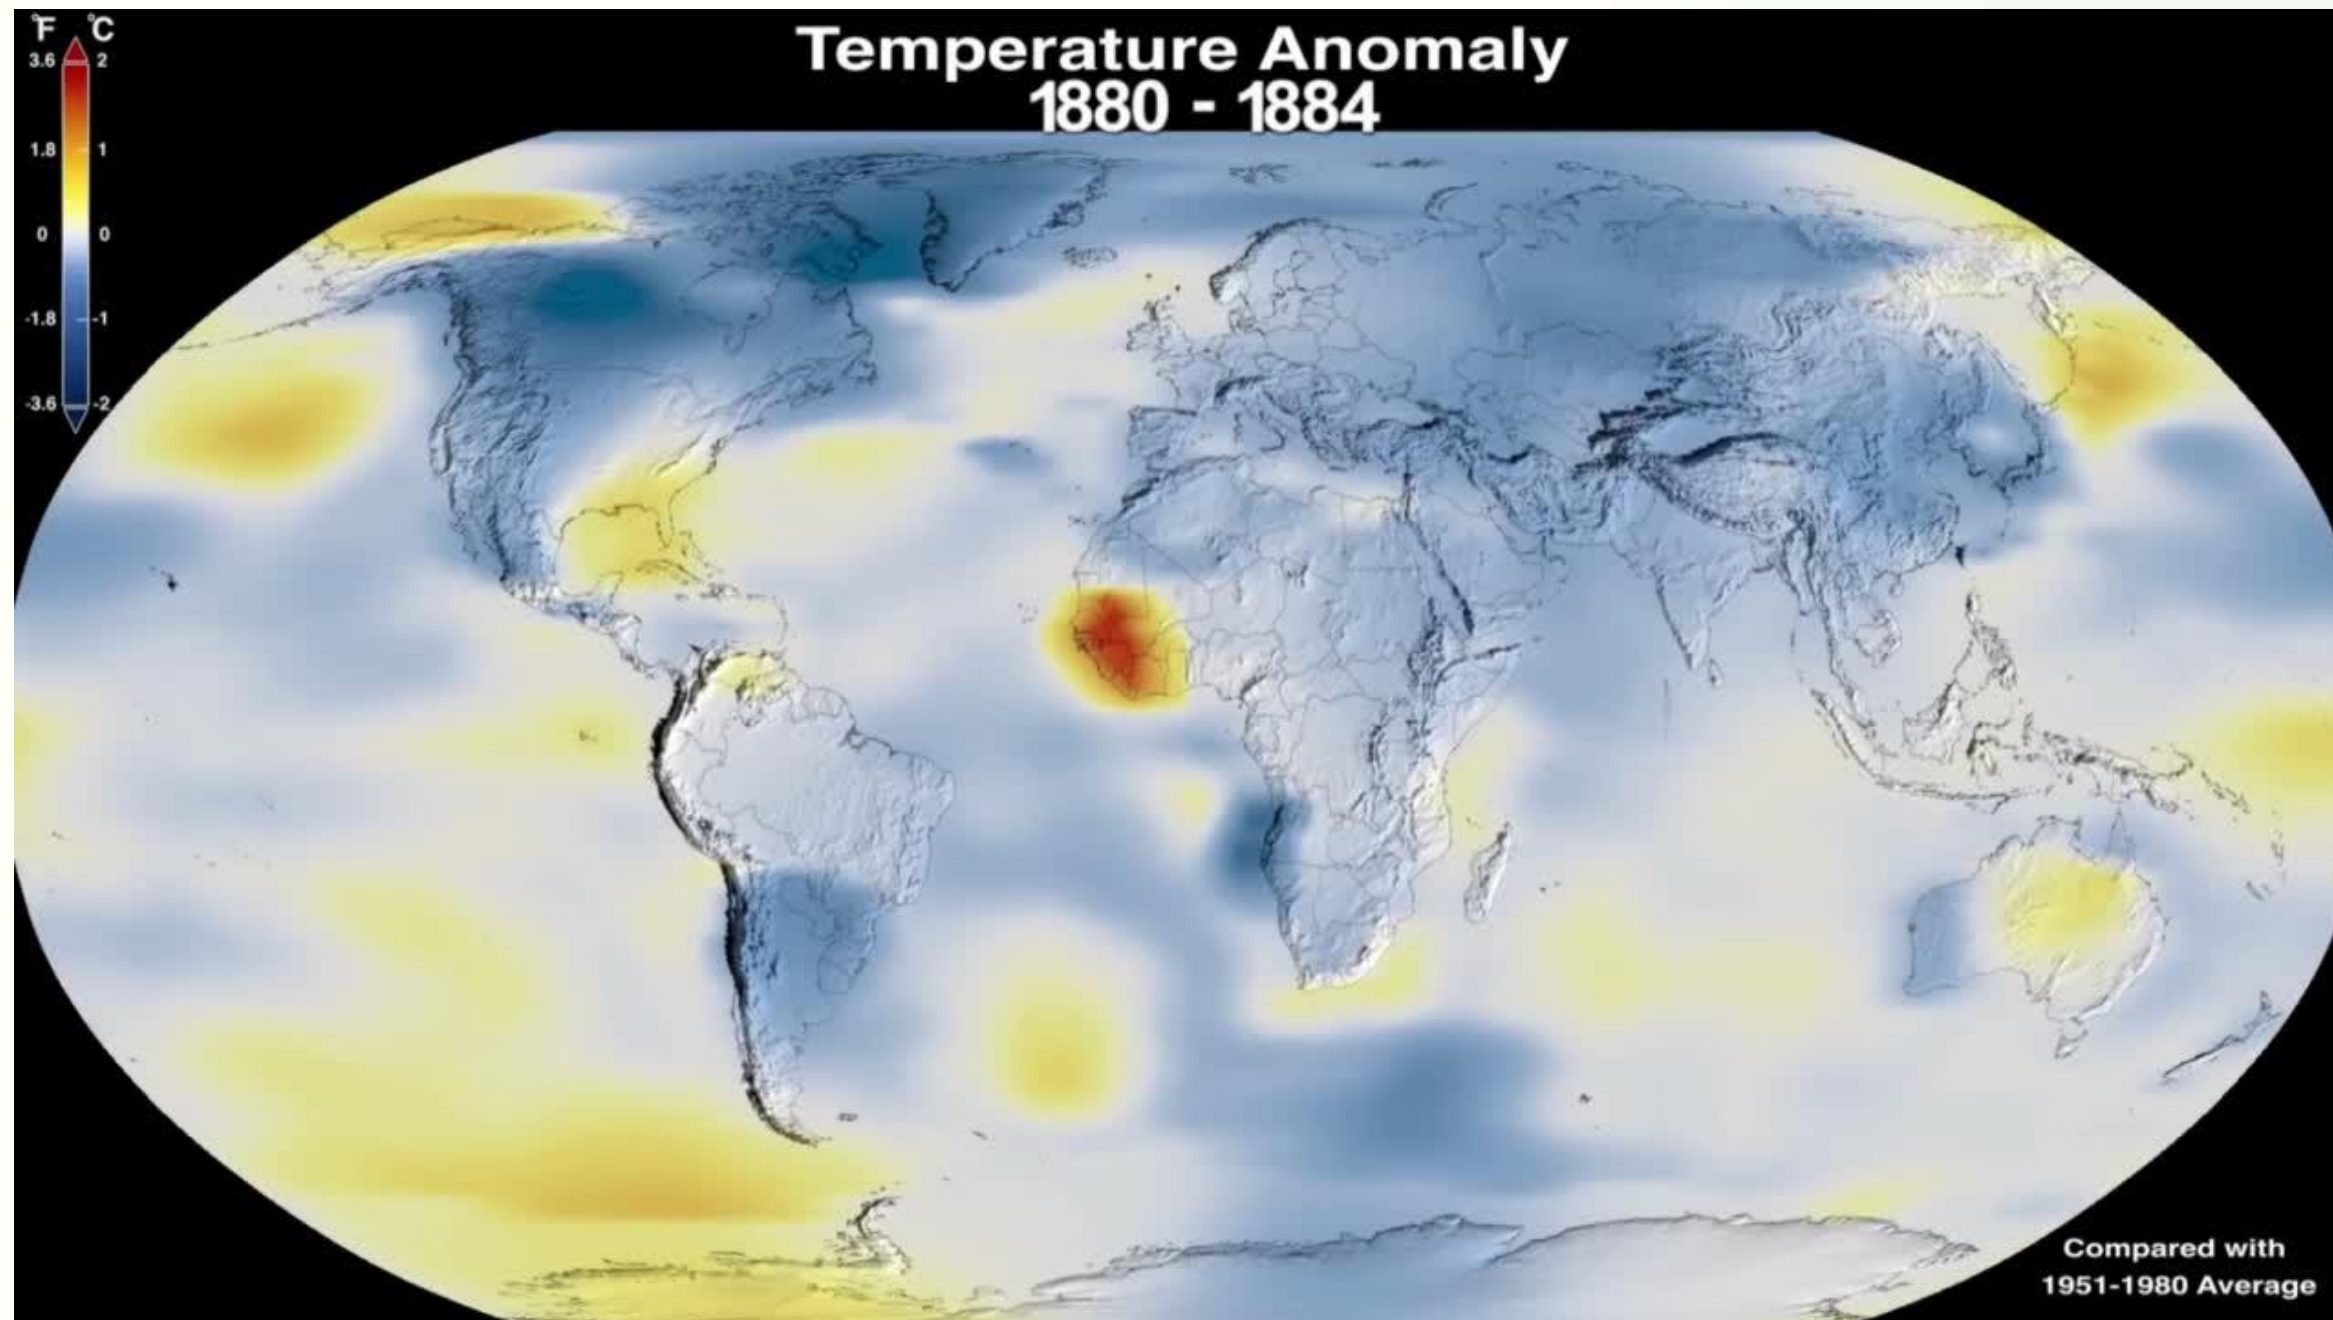 Temperature Anomaly
1880 - 1884
°F °C
3.6 2
1.8 1
0 0
-1.8 -1
-3.6 -2
Compared with
1951-1980 Average